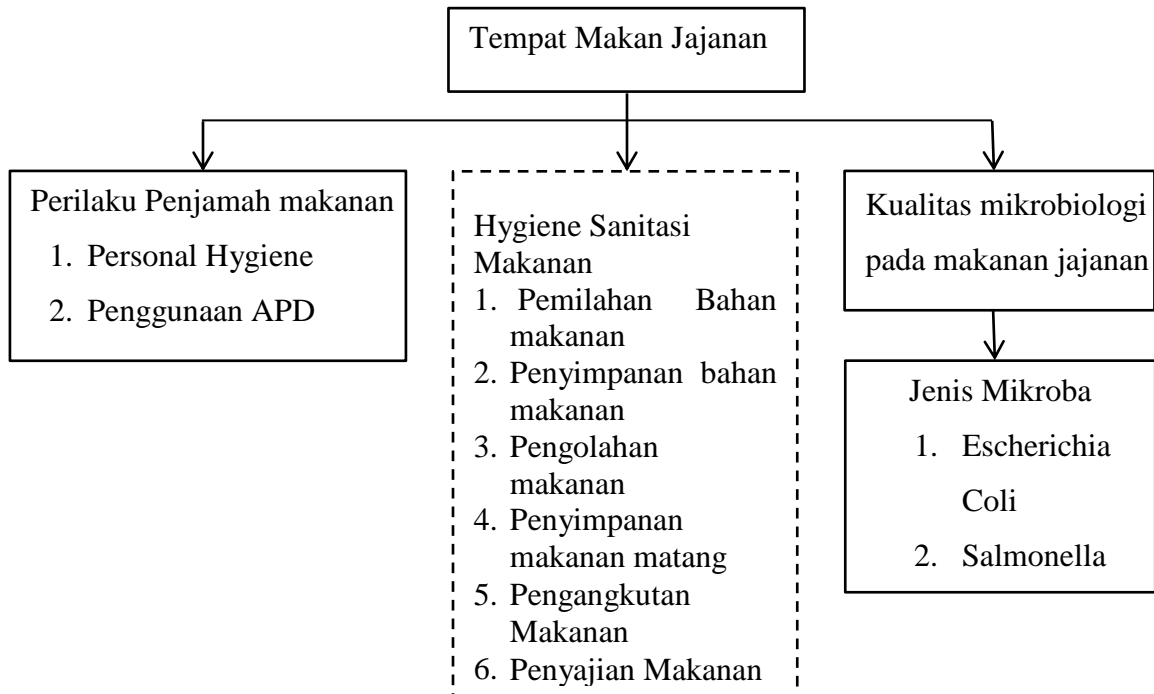 Tempat Makan Jajanan
Perilaku Penjamah makanan
1. Personal Hygiene
2. Penggunaan APD
Hygiene Sanitasi
Makanan
1. Pemilahan Bahan
makanan
2. Penyimpanan bahan
makanan
3. Pengolahan
makanan
4. Penyimpanan
makanan matang
5. Pengangkutan
Makanan
6. Penyajian Makanan
Kualitas mikrobiologi
pada makanan jajanan
Jenis Mikroba
1. Escherichia
Coli
2. Salmonella